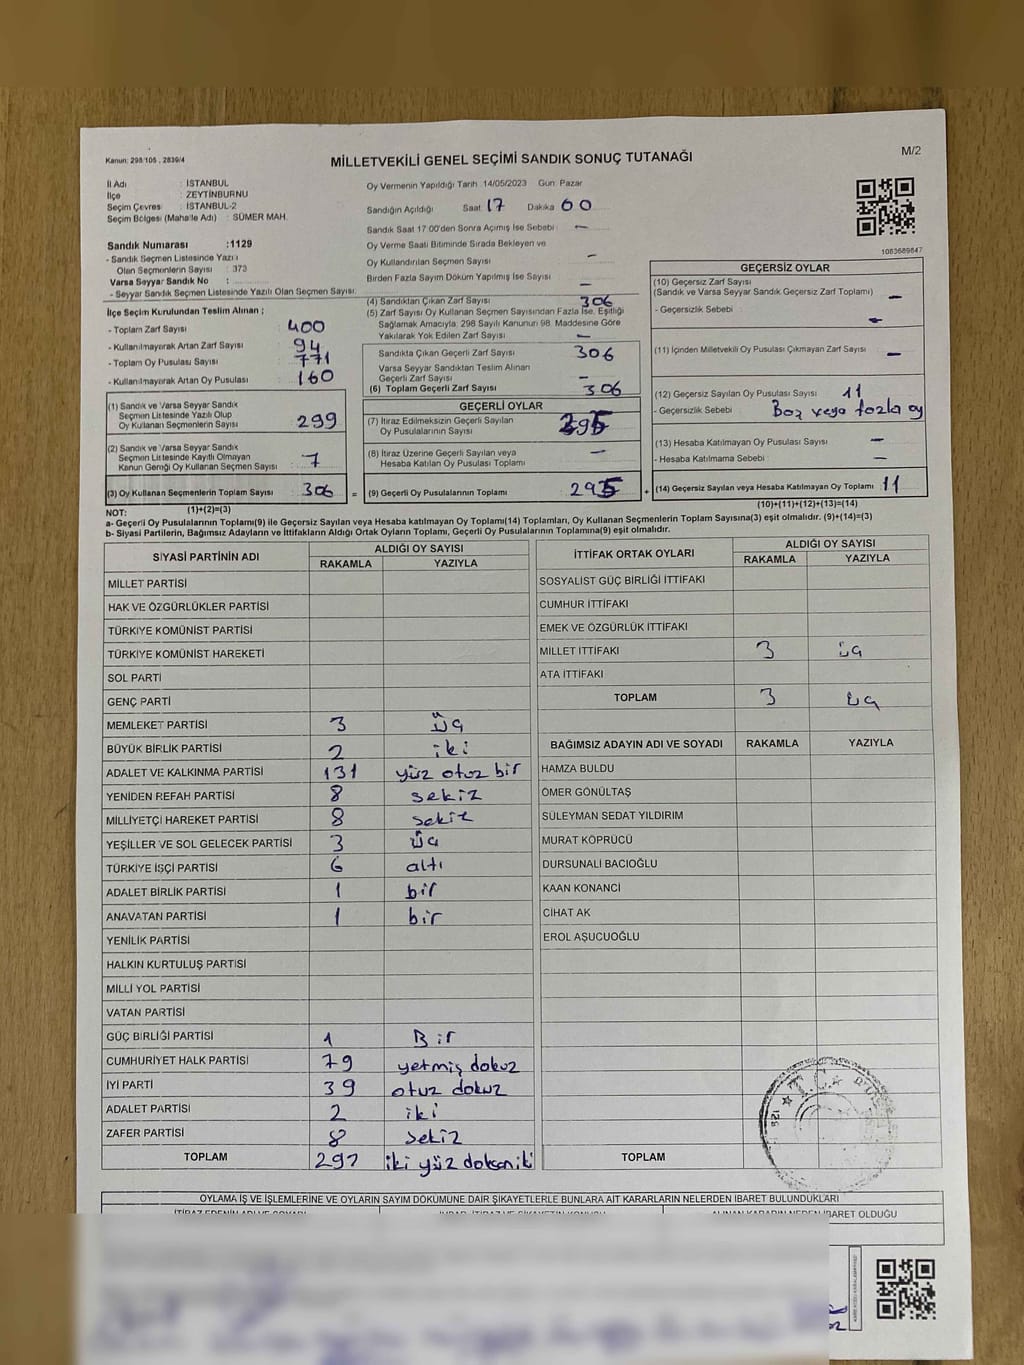 Kanun: 298/105 , 2839/4
MİLLETVEKİLİ GENEL SEÇİMİ SANDIK SONUÇ TUTANAĞI
M/2
İl Adı : İSTANBUL
İlçe : ZEYTİNBURNU
Seçim Çevres : İSTANBUL-2
Seçim Bölgesi (Mahalle Adı) : SÜMER MAH.
Sandık Numarası :1129
- Sandık Seçmen Listesinde Yazılı
Olan Seçmenlerin Sayısı : 373
Varsa Seyyar Sandık No :
- Seyyar Sandık Seçmen Listesinde Yazılı Olan Seçmen Sayısı:
Oy Vermenin Yapıldığı Tarih 14/05/2023 Gün: Pazar
Sandığın Açıldığı Saat 17 Dakika 60
Sandık Saat 17.00'den Sonra Açılmış İse Sebebi : -
Oy Verme Saati Bitiminde Sırada Bekleyen ve
Oy Kullandırılan Seçmen Sayısı -
Birden Fazla Sayım Döküm Yapılmış İse Sayısı -
1083689847
İlçe Seçim Kurulundan Teslim Alınan ;
- Toplam Zarf Sayısı 400
- Kullanılmayarak Artan Zarf Sayısı 94
- Toplam Oy Pusulası Sayısı 771
- Kullanılmayarak Artan Oy Pusulası 160
(4) Sandıktan Çıkan Zarf Sayısı 306
(5) Zarf Sayısı Oy Kullanan Seçmen Sayısından Fazla İse, Eşitliği
Sağlamak Amacıyla; 298 Sayılı Kanunun 98. Maddesine Göre
Yakılarak Yok Edilen Zarf Sayısı -
Sandıkta Çıkan Geçerli Zarf Sayısı 306
Varsa Seyyar Sandıktan Teslim Alınan
Geçerli Zarf Sayısı -
(6) Toplam Geçerli Zarf Sayısı 306
GEÇERSİZ OYLAR
(10) Geçersiz Zarf Sayısı
(Sandık ve Varsa Seyyar Sandık Geçersiz Zarf Toplamı) -
- Geçersizlik Sebebi : -
(11) İçinden Milletvekili Oy Pusulası Çıkmayan Zarf Sayısı -
(12) Geçersiz Sayılan Oy Pusulası Sayısı 11
- Geçersizlik Sebebi : Boş veya fazla oy
(13) Hesaba Katılmayan Oy Pusulası Sayısı -
- Hesaba Katılmama Sebebi : -
(14) Geçersiz Sayılan veya Hesaba Katılmayan Oy Toplamı 11
(10)+(11)+(12)+(13)=(14)
(1) Sandık ve Varsa Seyyar Sandık
Seçmen Listesinde Yazılı Olup
Oy Kullanan Seçmenlerin Sayısı 299
(2) Sandık ve Varsa Seyyar Sandık
Seçmen Listesinde Kayıtlı Olmayan
Kanun Gereği Oy Kullanan Seçmen Sayısı 7
(3) Oy Kullanan Seçmenlerin Toplam Sayısı 306 =
(1)+(2)=(3)
GEÇERLİ OYLAR
(7) İtiraz Edilmeksizin Geçerli Sayılan
Oy Pusulalarının Sayısı 295
(8) İtiraz Üzerine Geçerli Sayılan veya
Hesaba Katılan Oy Pusulası Toplamı -
(9) Geçerli Oy Pusulalarının Toplamı 295 +
NOT:
a- Geçerli Oy Pusulalarının Toplamı(9) ile Geçersiz Sayılan veya Hesaba katılmayan Oy Toplamı(14) Toplamları, Oy Kullanan Seçmenlerin Toplam Sayısına(3) eşit olmalıdır. (9)+(14)=(3)
b- Siyasi Partilerin, Bağımsız Adayların ve İttifakların Aldığı Ortak Oyların Toplamı, Geçerli Oy Pusulalarının Toplamına(9) eşit olmalıdır.
SİYASİ PARTİNİN ADI ALDIĞI OY SAYISI
RAKAMLA YAZIYLA
MİLLET PARTİSİ
HAK VE ÖZGÜRLÜKLER PARTİSİ
TÜRKİYE KOMÜNİST PARTİSİ
TÜRKİYE KOMÜNİST HAREKETİ
SOL PARTİ
GENÇ PARTİ
MEMLEKET PARTİSİ 3 üç
BÜYÜK BİRLİK PARTİSİ 2 iki
ADALET VE KALKINMA PARTİSİ 131 yüz otuz bir
YENİDEN REFAH PARTİSİ 8 sekiz
MİLLİYETÇİ HAREKET PARTİSİ 8 sekiz
YEŞİLLER VE SOL GELECEK PARTİSİ 3 üç
TÜRKİYE İŞÇİ PARTİSİ 6 altı
ADALET BİRLİK PARTİSİ 1 bir
ANAVATAN PARTİSİ 1 bir
YENİLİK PARTİSİ
HALKIN KURTULUŞ PARTİSİ
MİLLİ YOL PARTİSİ
VATAN PARTİSİ
GÜÇ BİRLİĞİ PARTİSİ 1 Bir
CUMHURİYET HALK PARTİSİ 79 yetmiş dokuz
İYİ PARTİ 39 otuz dokuz
ADALET PARTİSİ 2 iki
ZAFER PARTİSİ 8 sekiz
TOPLAM 292 iki yüz doksan iki
İTTİFAK ORTAK OYLARI ALDIĞI OY SAYISI
RAKAMLA YAZIYLA
SOSYALİST GÜÇ BİRLİĞİ İTTİFAKI
CUMHUR İTTİFAKI
EMEK VE ÖZGÜRLÜK İTTİFAKI
MİLLET İTTİFAKI 3 üç
ATA İTTİFAKI
TOPLAM 3 üç
BAĞIMSIZ ADAYIN ADI VE SOYADI RAKAMLA YAZIYLA
HAMZA BULDU
ÖMER GÖNÜLTAŞ
SÜLEYMAN SEDAT YILDIRIM
MURAT KÖPRÜCÜ
DURSUNALİ BACIOĞLU
KAAN KONANCİ
CİHAT AK
EROL AŞUCUOĞLU
TOPLAM
T.C.
OYLAMA İŞ VE İŞLEMLERİNE VE OYLARIN SAYIM DÖKÜMÜNE DAİR ŞİKAYETLERLE BUNLARA AİT KARARLARIN NELERDEN İBARET BULUNDUKLARI
ALINAN KARARIN NEDEN İBARET OLDUĞU